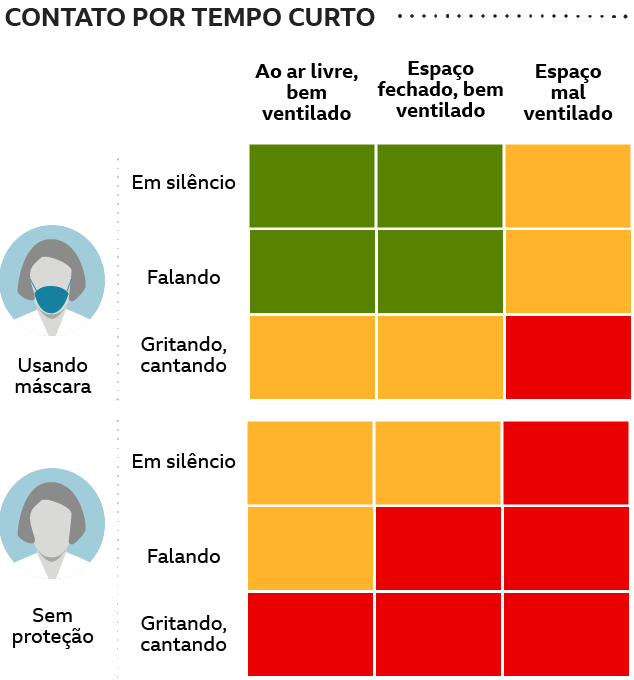 CONTATO POR TEMPO CURTO
Ao ar livre,
bem
ventilado
Espaço
fechado, bem
ventilado
Espaço
mal
ventilado
Em silêncio
Falando
Gritando,
cantando
Usando
máscara
Em silêncio
Falando
Gritando,
cantando
Sem
proteção